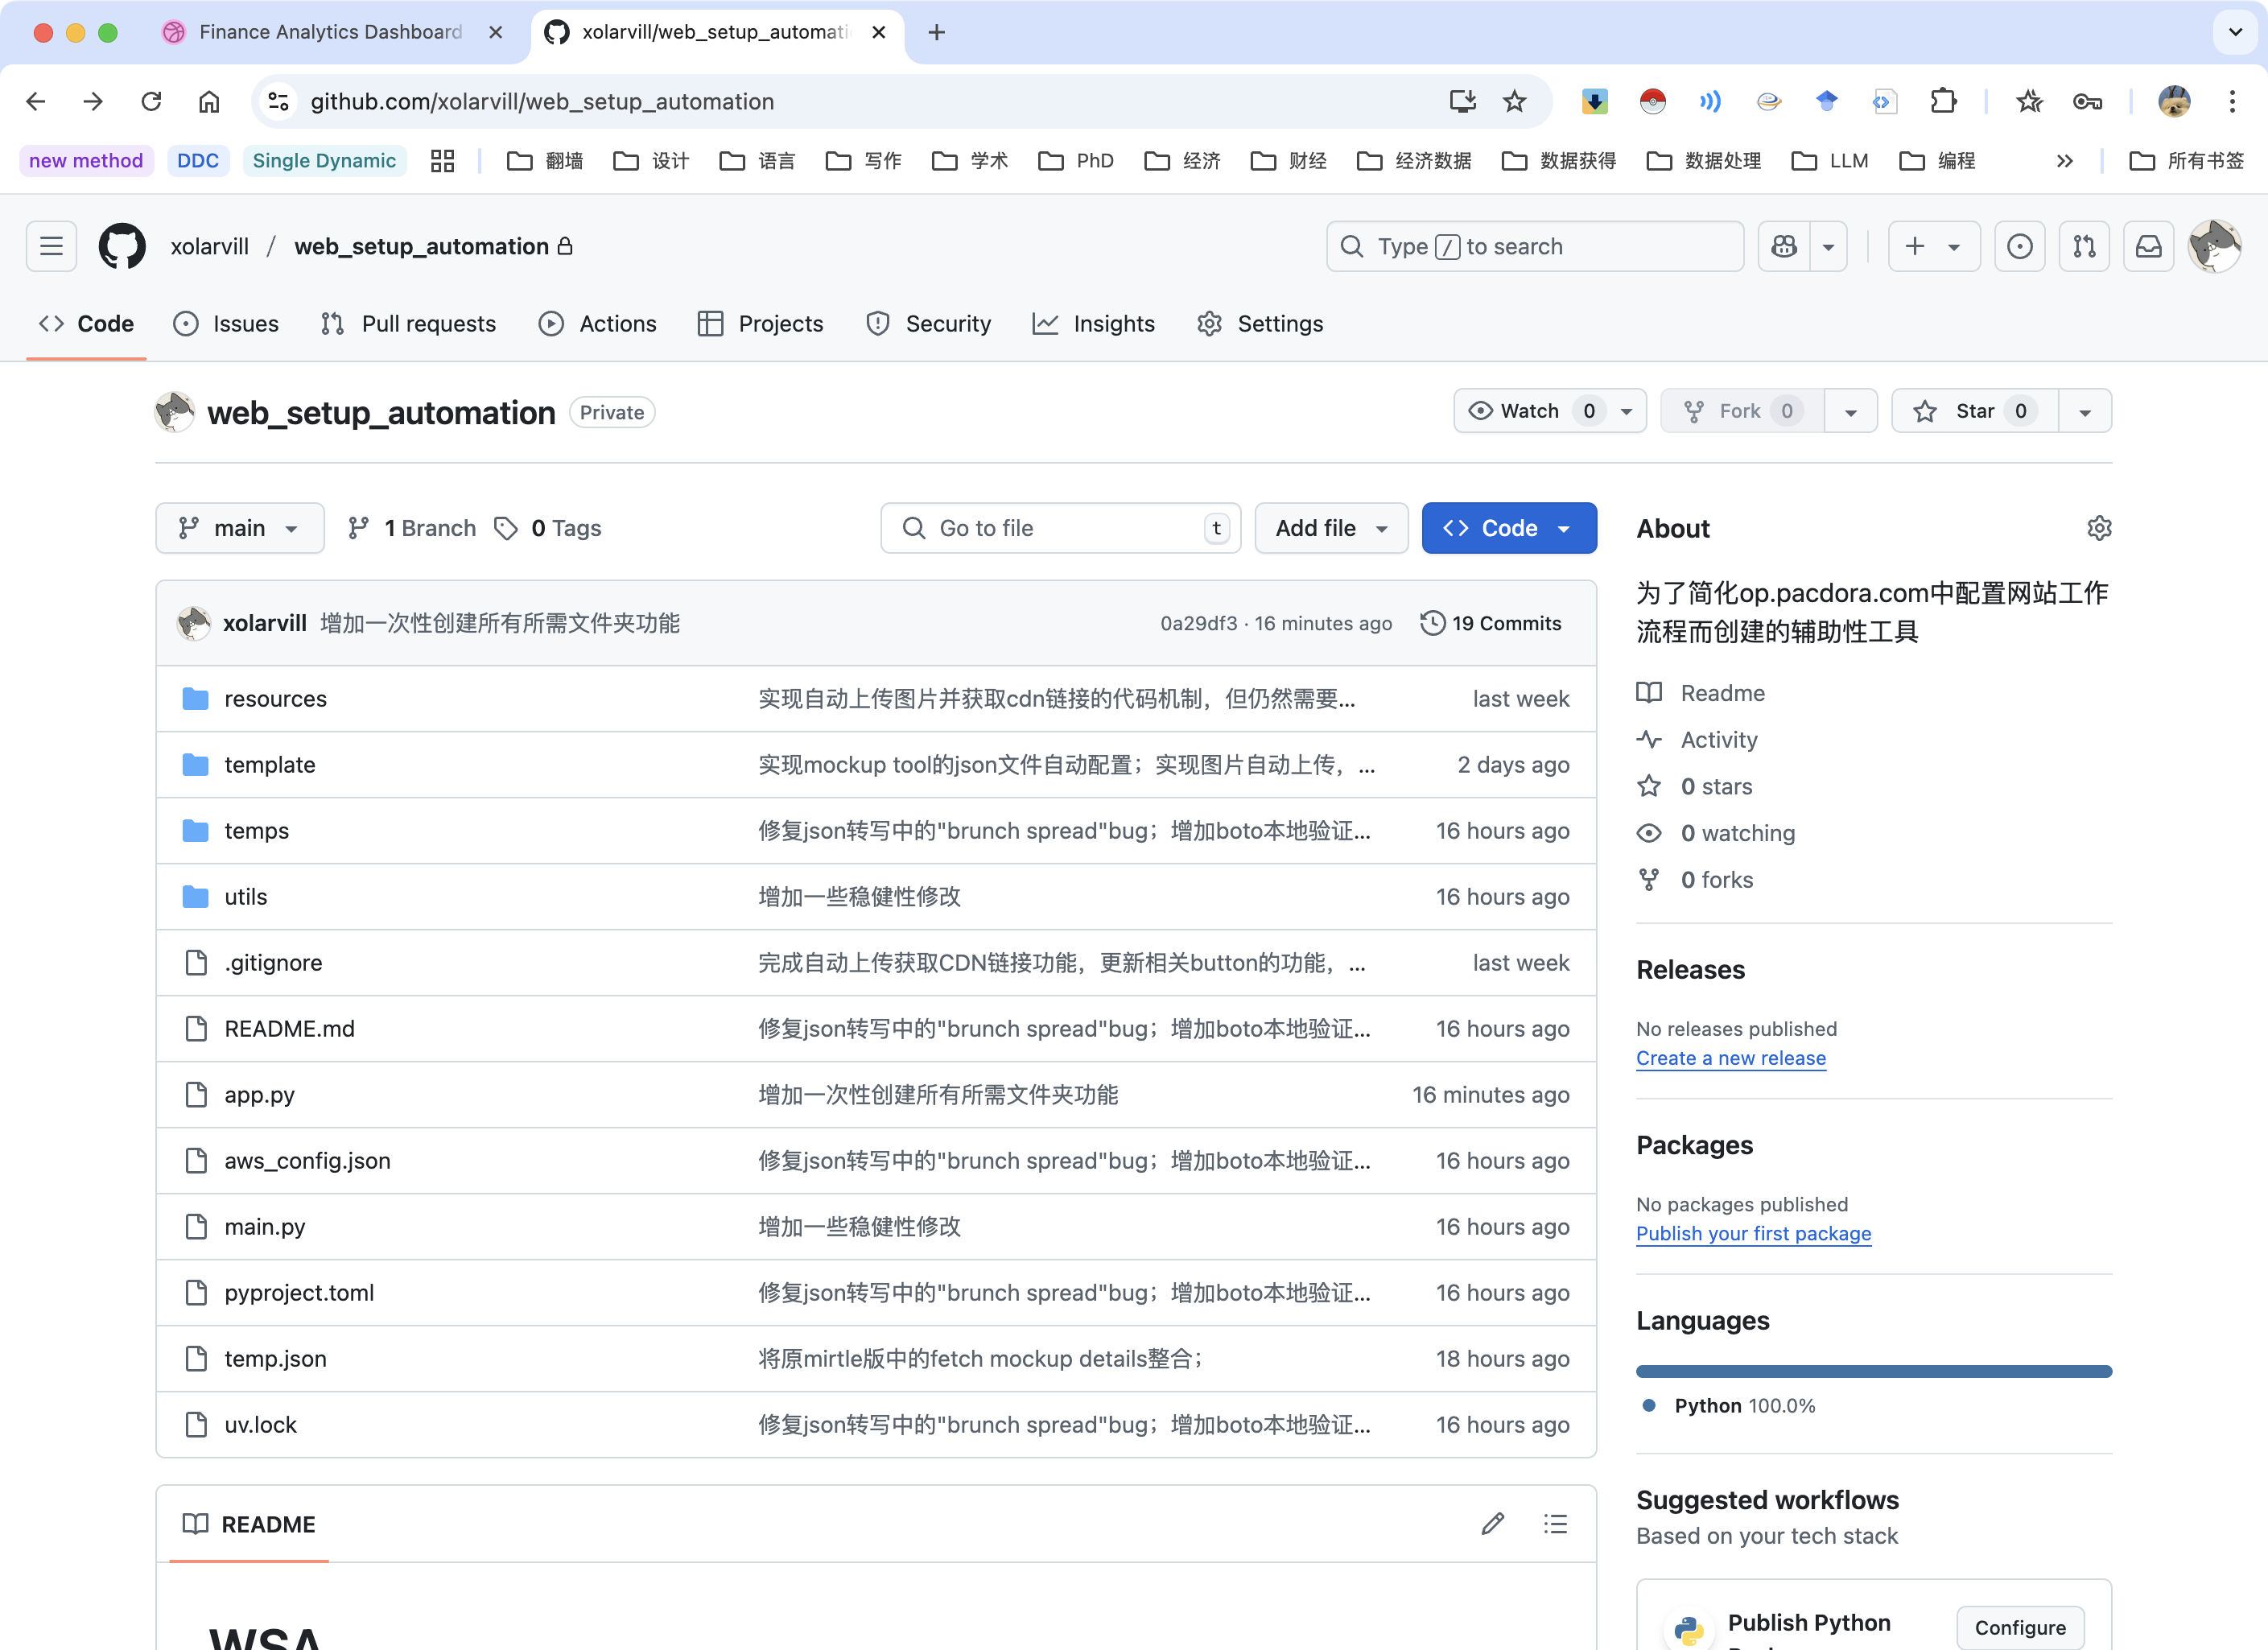 Finance Analytics Dashboard
xolarvill/web_setup_automati
github.com/xolarvill/web_setup_automation
new method DDC Single Dynamic 翻墙 设计 语言 写作 学术 PhD 经济 财经 经济数据 数据获得 数据处理 LLM 编程 所有书签
xolarvill / web_setup_automation
Type / to search
Code Issues Pull requests Actions Projects Security Insights Settings
web_setup_automation Private
Watch 0 Fork 0 Star 0
main 1 Branch 0 Tags
Go to file t Add file Code
xolarvill 增加一次性创建所有所需文件夹功能 0a29df3 · 16 minutes ago 19 Commits
resources 实现自动上传图片并获取cdn链接的代码机制，但仍然需要... last week
template 实现mockup tool的json文件自动配置；实现图片自动上传，... 2 days ago
temps 修复json转写中的"brunch spread"bug；增加boto本地验证... 16 hours ago
utils 增加一些稳健性修改 16 hours ago
.gitignore 完成自动上传获取CDN链接功能，更新相关button的功能，... last week
README.md 修复json转写中的"brunch spread"bug；增加boto本地验证... 16 hours ago
app.py 增加一次性创建所有所需文件夹功能 16 minutes ago
aws_config.json 修复json转写中的"brunch spread"bug；增加boto本地验证... 16 hours ago
main.py 增加一些稳健性修改 16 hours ago
pyproject.toml 修复json转写中的"brunch spread"bug；增加boto本地验证... 16 hours ago
temp.json 将原mirtle版中的fetch mockup details整合； 18 hours ago
uv.lock 修复json转写中的"brunch spread"bug；增加boto本地验证... 16 hours ago
README
WSA
About
为了简化op.pacdora.com中配置网站工作
流程而创建的辅助性工具
Readme
Activity
0 stars
0 watching
0 forks
Releases
No releases published
Create a new release
Packages
No packages published
Publish your first package
Languages
Python 100.0%
Suggested workflows
Based on your tech stack
Publish Python
Configure